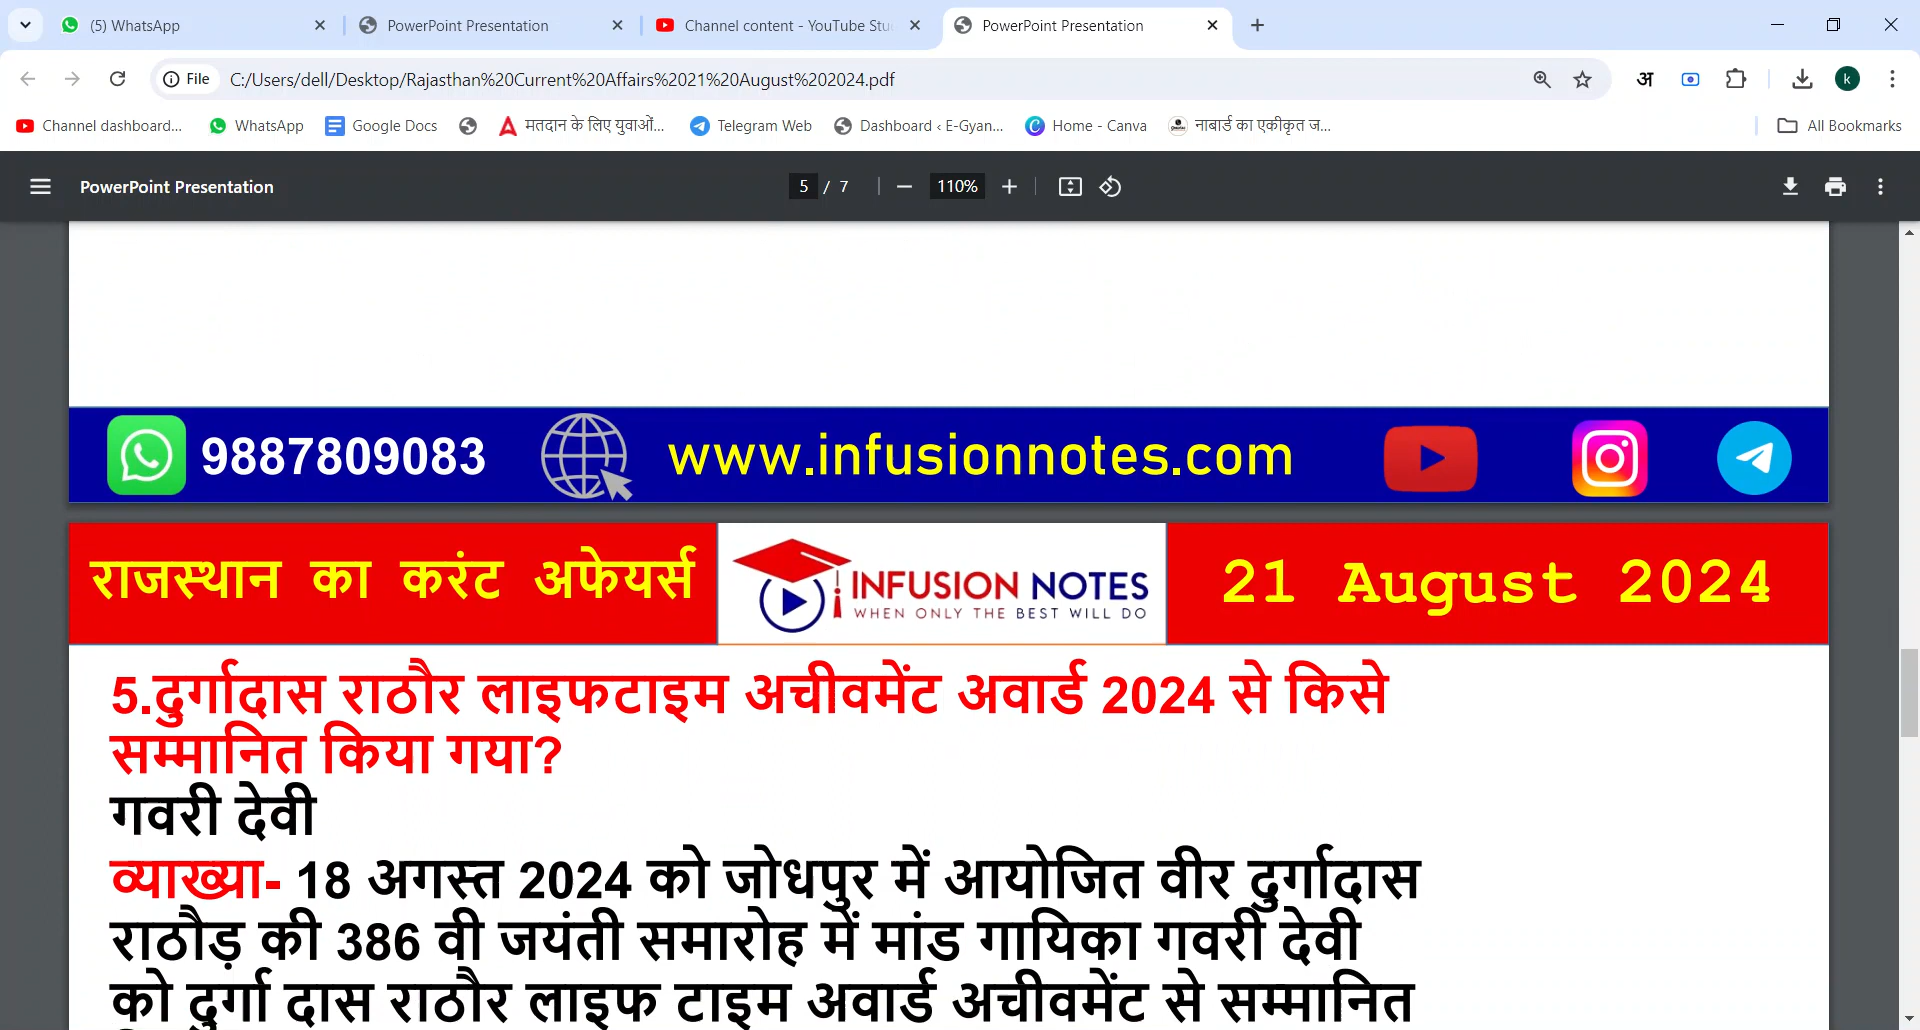 (5) WhatsApp
PowerPoint Presentation
Channel content - YouTube Stu
PowerPoint Presentation
File
C:/Users/dell/Desktop/Rajasthan%20Current%20Affairs%2021%20August%202024.pdf
अ
k
Channel dashboard...
WhatsApp
Google Docs
मतदान के लिए युवाओं...
Telegram Web
Dashboard ‹ E-Gyan...
Home - Canva
नाबार्ड का एकीकृत ज...
All Bookmarks
PowerPoint Presentation
5 / 7
110%
9887809083
www.infusionnotes.com
राजस्थान का करंट अफेयर्स
INFUSION NOTES
WHEN ONLY THE BEST WILL DO
21 August 2024
5.दुर्गादास राठौर लाइफटाइम अचीवमेंट अवार्ड 2024 से किसे
सम्मानित किया गया?
गवरी देवी
व्याख्या- 18 अगस्त 2024 को जोधपुर में आयोजित वीर दुर्गादास
राठौड़ की 386 वी जयंती समारोह में मांड गायिका गवरी देवी
को दुर्गा दास राठौर लाइफ टाइम अवार्ड अचीवमेंट से सम्मानित